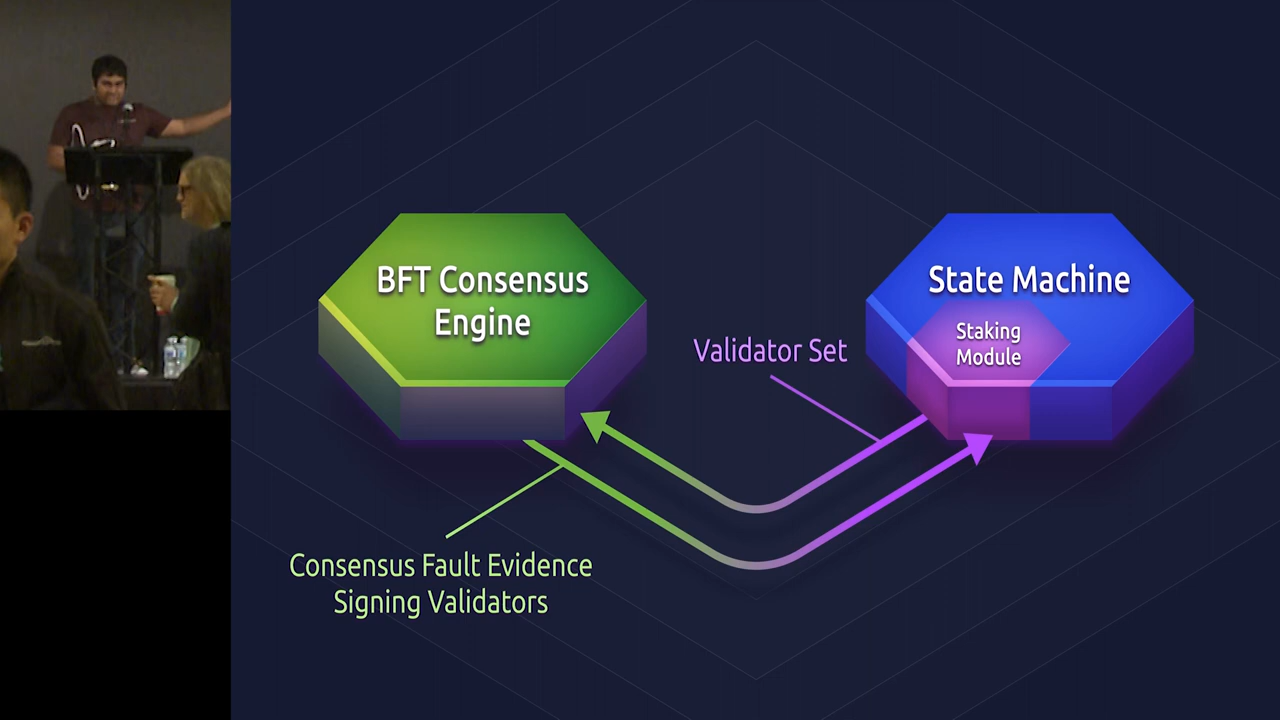 BFT Consensus
Engine
State Machine
Staking
Module
Validator Set
Consensus Fault Evidence
Signing Validators